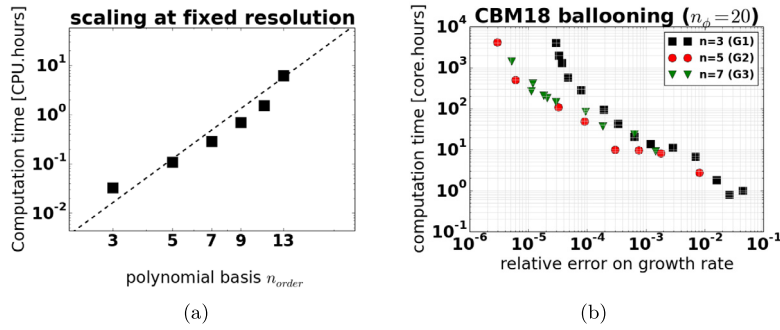 scaling at fixed resolution
Computation time [CPU.hours]
10^1
10^0
10^-1
10^-2
3 5 7 9 13
polynomial basis n_order
(a)
CBM18 ballooning (n_ϕ=20)
computation time [core.hours]
10^4
10^3
10^2
10^1
10^0
10^-1
n=3 (G1)
n=5 (G2)
n=7 (G3)
10^-6 10^-5 10^-4 10^-3 10^-2 10^-1
relative error on growth rate
(b)